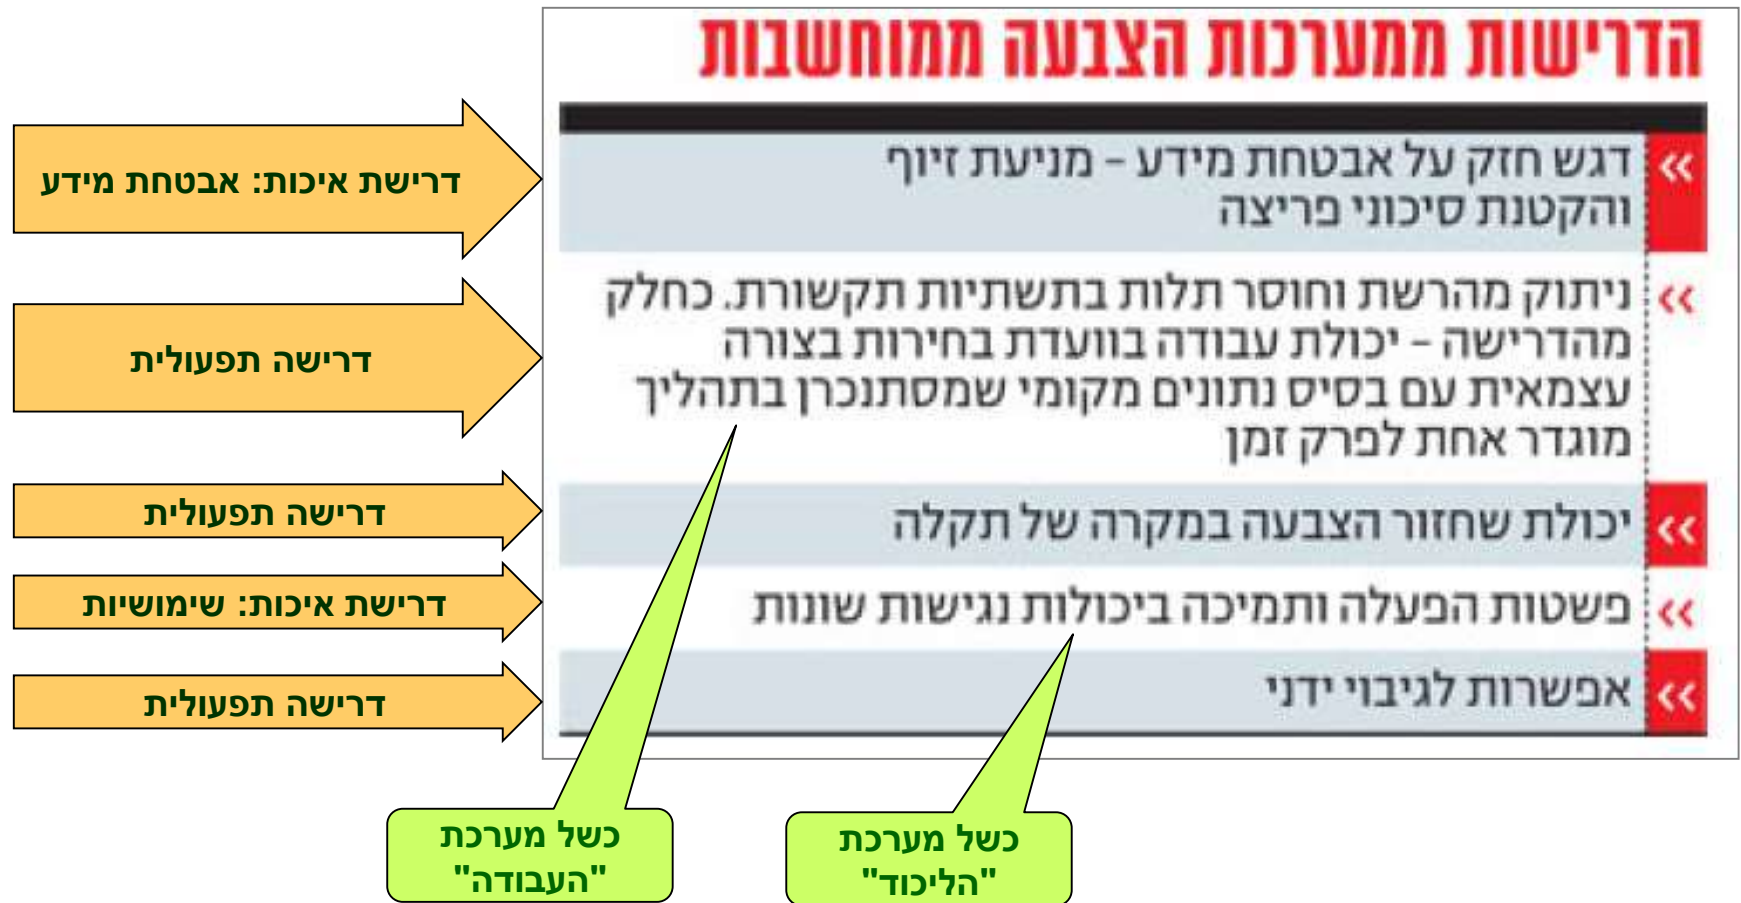 הדרישות ממערכות הצבעה ממוחשבות
דרישת איכות: אבטחת מידע
דגש חזק על אבטחת מידע – מניעת זיוף
והקטנת סיכוני פריצה
דרישה תפעולית
ניתוק מהרשת וחוסר תלות בתשתיות תקשורת. כחלק
מהדרישה – יכולת עבודה בוועדת בחירות בצורה
עצמאית עם בסיס נתונים מקומי שמסתנכרן בתהליך
מוגדר אחת לפרק זמן
דרישה תפעולית
יכולת שחזור הצבעה במקרה של תקלה
דרישת איכות: שימושיות
פשטות הפעלה ותמיכה ביכולות נגישות שונות
דרישה תפעולית
אפשרות לגיבוי ידני
כשל מערכת
"הליכוד"
כשל מערכת
"העבודה"